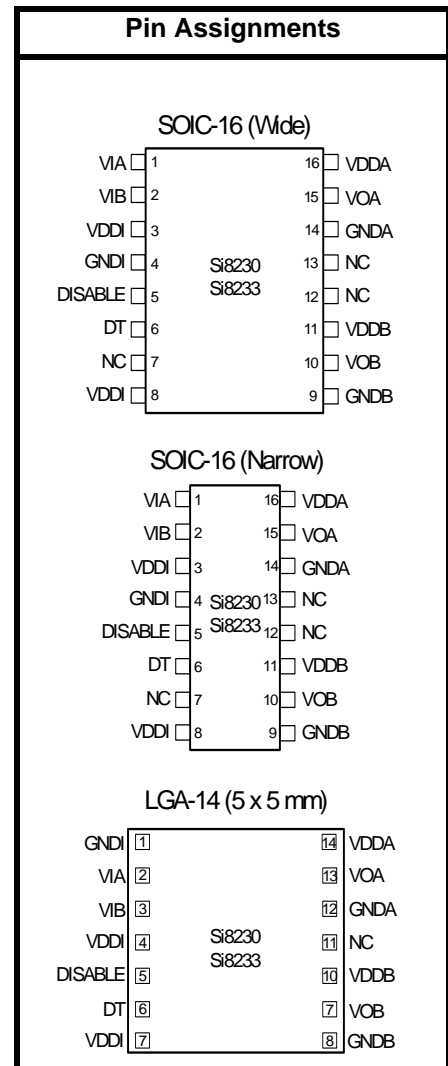 Pin Assignments
SOIC-16 (Wide)
VIA 1 16 VDDA
VIB 2 15 VOA
VDDI 3 14 GNDA
GNDI 4 Si8230 13 NC
Si8233
DISABLE 5 12 NC
DT 6 11 VDDB
NC 7 10 VOB
VDDI 8 9 GNDB
SOIC-16 (Narrow)
VIA 1 16 VDDA
VIB 2 15 VOA
VDDI 3 14 GNDA
GNDI 4 Si8230 13 NC
DISABLE 5 Si8233 12 NC
DT 6 11 VDDB
NC 7 10 VOB
VDDI 8 9 GNDB
LGA-14 (5 x 5 mm)
GNDI 1 14 VDDA
VIA 2 13 VOA
VIB 3 12 GNDA
VDDI 4 Si8230 11 NC
Si8233
DISABLE 5 10 VDDB
DT 6 7 VOB
VDDI 7 8 GNDB